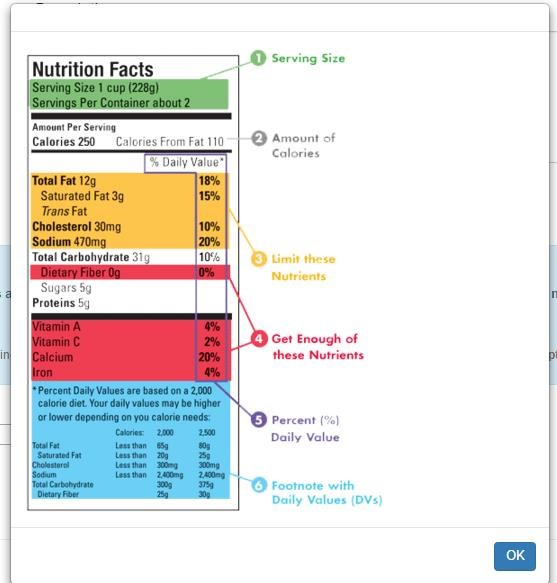 Nutrition Facts
Serving Size 1 cup (228g)
Servings Per Container about 2
Amount Per Serving
Calories 250 Calories From Fat 110
% Daily Value*
Total Fat 12g 18%
Saturated Fat 3g 15%
Trans Fat
Cholesterol 30mg 10%
Sodium 470mg 20%
Total Carbohydrate 31g 10%
Dietary Fiber 0g 0%
Sugars 5g
Proteins 5g
Vitamin A 4%
Vitamin C 2%
Calcium 20%
Iron 4%
* Percent Daily Values are based on a 2,000
calorie diet. Your daily values may be higher
or lower depending on you calorie needs:
Calories: 2,000 2,500
Total Fat Less than 65g 80g
Saturated Fat Less than 20g 25g
Cholesterol Less than 300mg 300mg
Sodium Less than 2,400mg 2,400mg
Total Carbohydrate 300g 375g
Dietary Fiber 25g 30g
1 Serving Size
2 Amount of
Calories
3 Limit these
Nutrients
4 Get Enough of
these Nutrients
5 Percent (%)
Daily Value
6 Footnote with
Daily Values (DVs)
OK